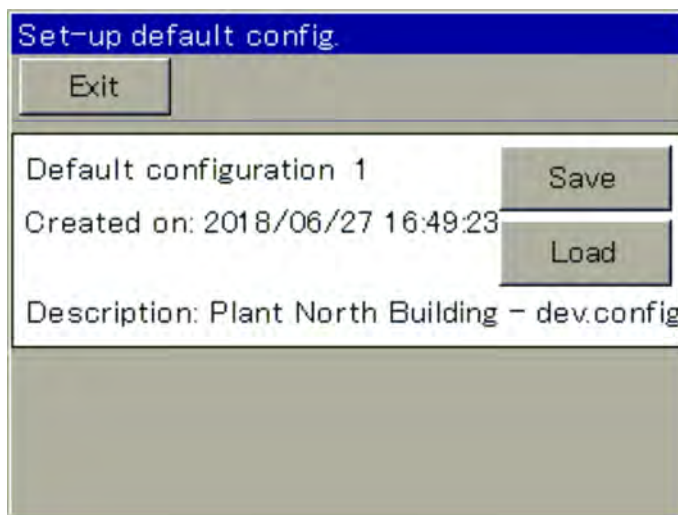 Set-up default config.
Exit
Default configuration 1
Save
Created on: 2018/06/27 16:49:23
Load
Description: Plant North Building - dev.config